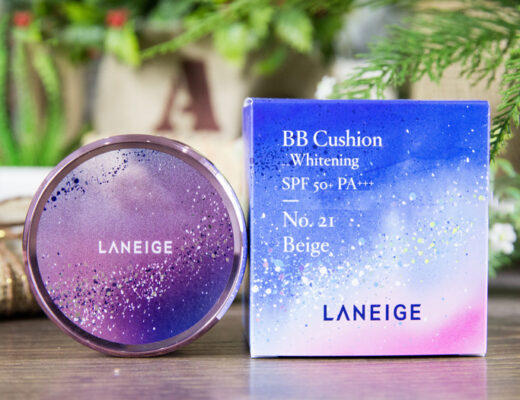 A
LANEIGE
BB Cushion
Whitening
SPF 50+ PA+++
No. 21
Beige
LANEIGE